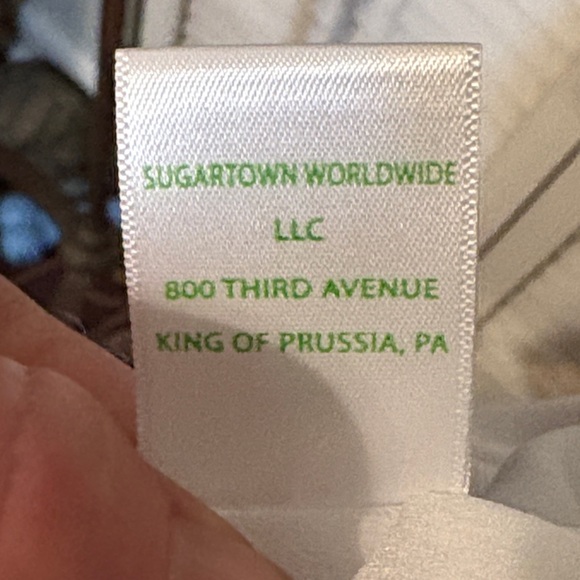 SUGARTOWN WORLDWIDE
LLC
800 THIRD AVENUE
KING OF PRUSSIA, PA